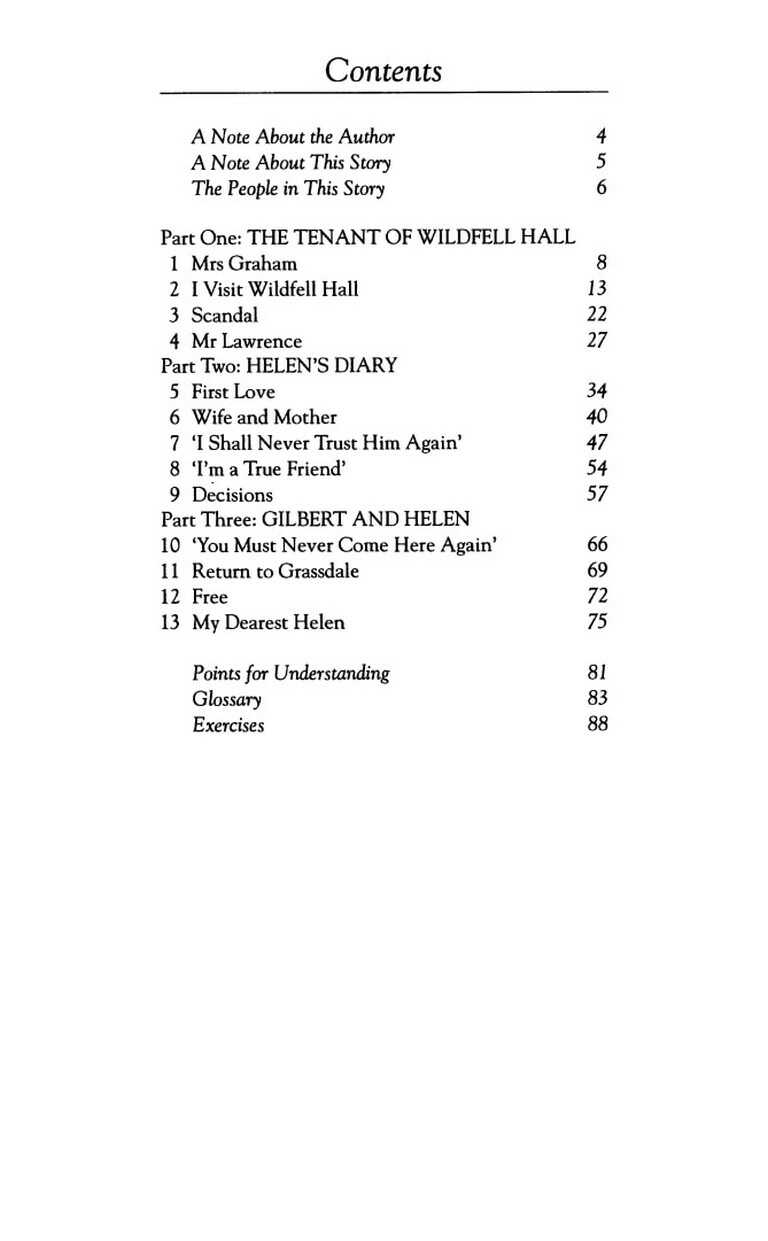 Contents
A Note About the Author 4
A Note About This Story 5
The People in This Story 6
Part One: THE TENANT OF WILDFELL HALL
1 Mrs Graham 8
2 I Visit Wildfell Hall 13
3 Scandal 22
4 Mr Lawrence 27
Part Two: HELEN'S DIARY
5 First Love 34
6 Wife and Mother 40
7 ‘I Shall Never Trust Him Again’ 47
8 ‘I'm a True Friend’ 54
9 Decisions 57
Part Three: GILBERT AND HELEN
10 ‘You Must Never Come Here Again’ 66
11 Return to Grassdale 69
12 Free 72
13 My Dearest Helen 75
Points for Understanding 81
Glossary 83
Exercises 88